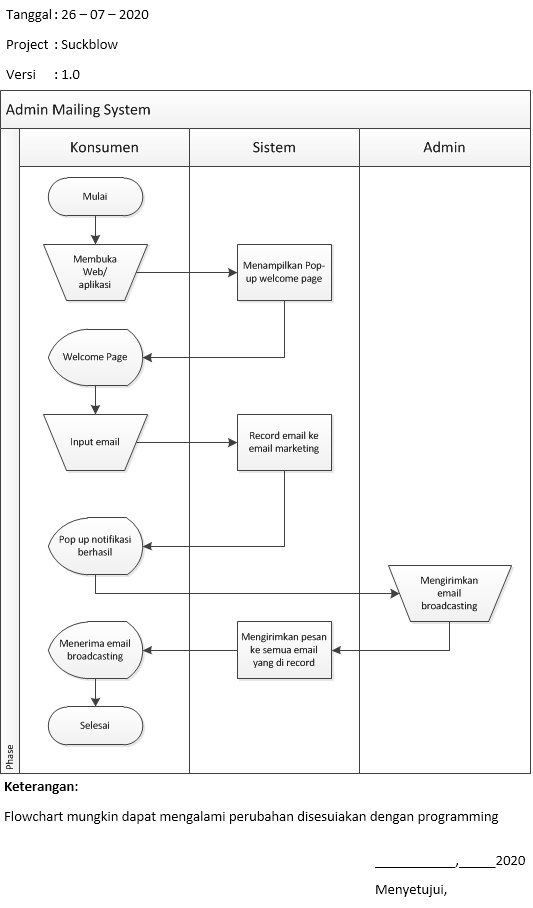 Tanggal : 26 – 07 – 2020
Project : Suckblow
Versi : 1.0
Admin Mailing System
Konsumen
Sistem
Admin
Mulai
Membuka
Web/
aplikasi
Menampilkan Pop-
up welcome page
Welcome Page
Input email
Record email ke
email marketing
Pop up notifikasi
berhasil
Mengirimkan
email
broadcasting
Mengirimkan pesan
ke semua email
yang di record
Menerima email
broadcasting
Selesai
Phase
Keterangan:
Flowchart mungkin dapat mengalami perubahan disesuiakan dengan programming
___________,_____2020
Menyetujui,